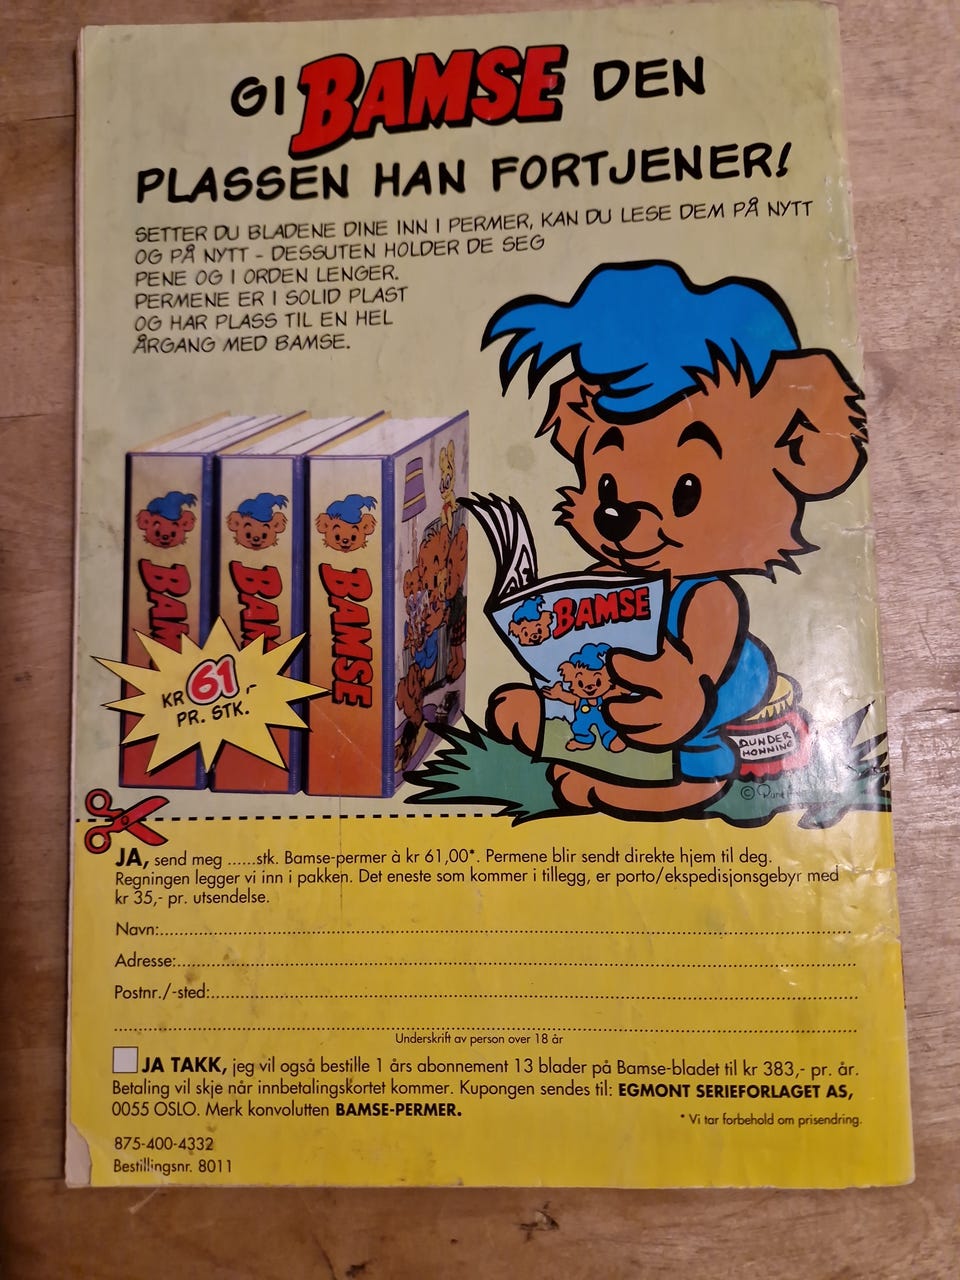 GI BAMSE DEN
PLASSEN HAN FORTJENER!
SETTER DU BLADENE DINE INN I PERMER, KAN DU LESE DEM PÅ NYTT
OG PÅ NYTT - DESSUTEN HOLDER DE SEG
PENE OG I ORDEN LENGER.
PERMENE ER I SOLID PLAST
OG HAR PLASS TIL EN HEL
ÅRGANG MED BAMSE.
BAMSE
BAMSE
BAMSE
BAMSE
KR 61,-
PR. STK.
DUNDER
HONNING
© Rune
JA, send meg ......stk. Bamse-permer à kr 61,00*. Permene blir sendt direkte hjem til deg.
Regningen legger vi inn i pakken. Det eneste som kommer i tillegg, er porto/ekspedisjonsgebyr med
kr 35,- pr. utsendelse.
Navn:
Adresse:
Postnr./-sted:
Underskrift av person over 18 år
JA TAKK, jeg vil også bestille 1 års abonnement 13 blader på Bamse-bladet til kr 383,- pr. år.
Betaling vil skje når innbetalingskortet kommer. Kupongen sendes til: EGMONT SERIEFORLAGET AS,
0055 OSLO. Merk konvolutten BAMSE-PERMER.
* Vi tar forbehold om prisendring.
875-400-4332
Bestillingsnr. 8011